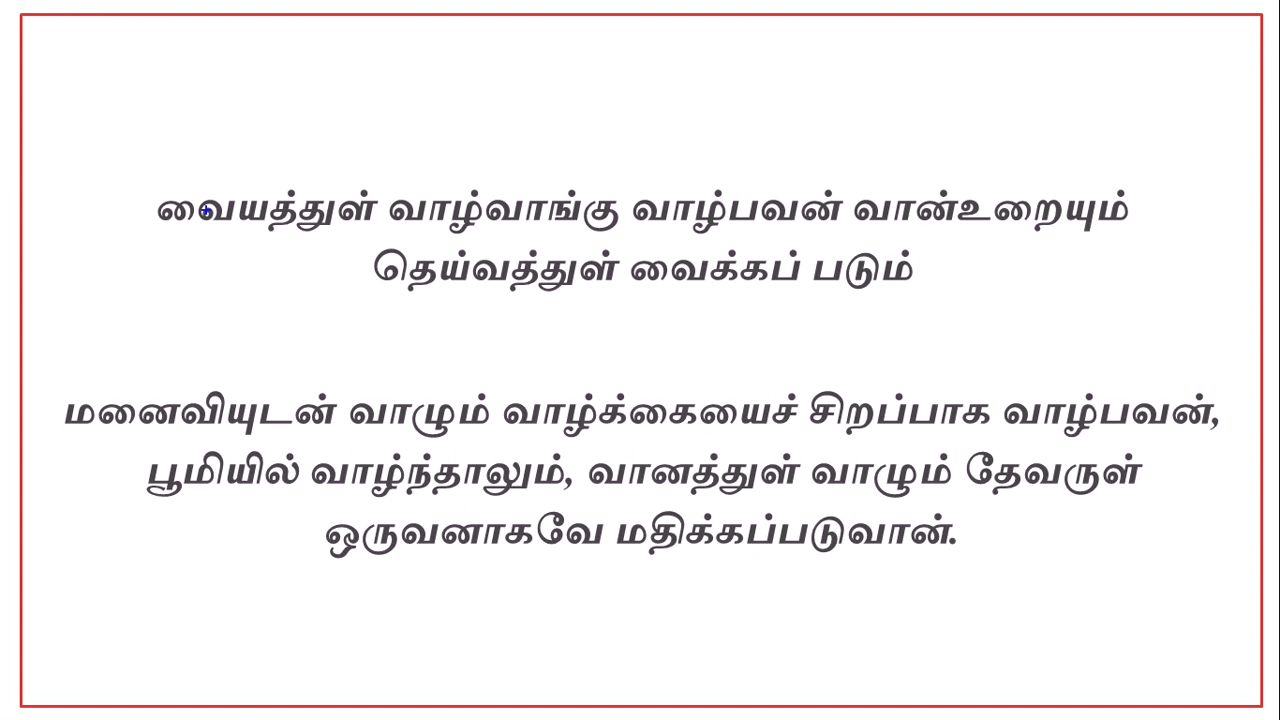 வையத்துள் வாழ்வாங்கு வாழ்பவன் வான்உறையும்
தெய்வத்துள் வைக்கப் படும்
மனைவியுடன் வாழும் வாழ்க்கையைச் சிறப்பாக வாழ்பவன்,
பூமியில் வாழ்ந்தாலும், வானத்துள் வாழும் தேவருள்
ஒருவனாகவே மதிக்கப்படுவான்.